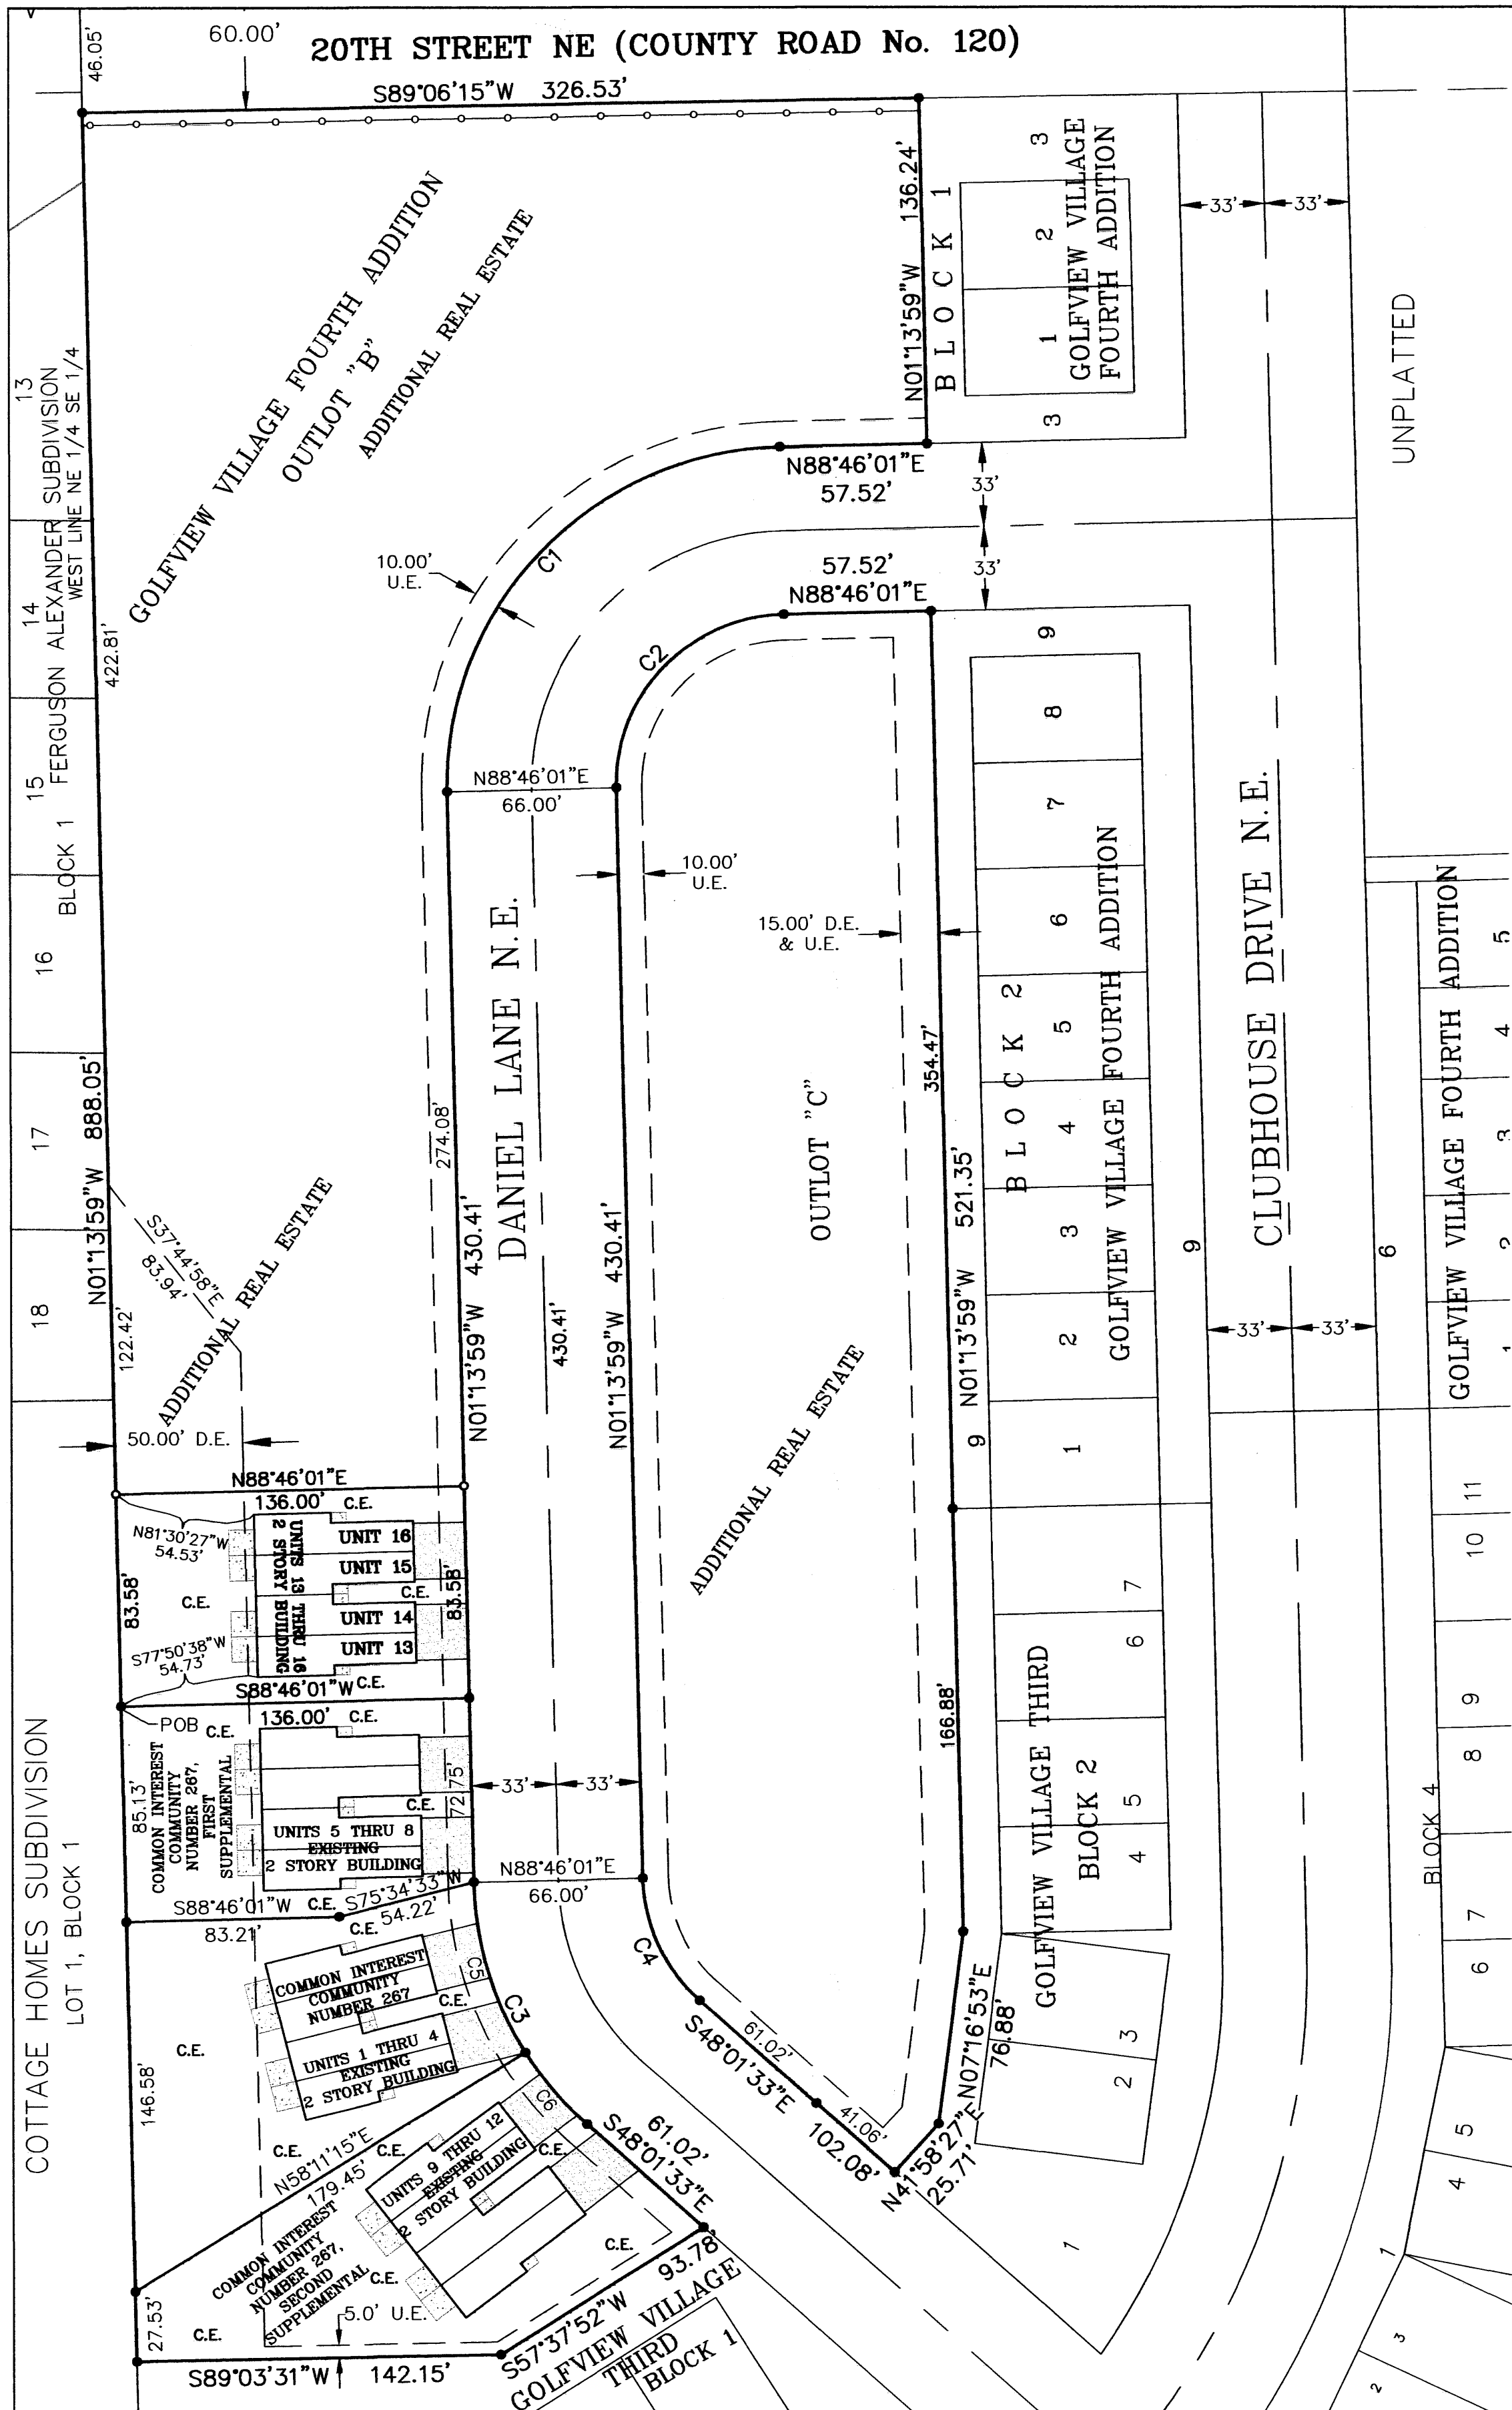 46.05'
60.00'
20TH STREET NE (COUNTY ROAD No. 120)
S89°06'15"W 326.53'
N01°13'59"W 136.24'
BLOCK 1
3
2
1
GOLFVIEW VILLAGE
FOURTH ADDITION
3
33'
33'
UNPLATTED
GOLFVIEW VILLAGE FOURTH ADDITION
OUTLOT "B"
ADDITIONAL REAL ESTATE
13
14
15
16
17
18
BLOCK 1 FERGUSON ALEXANDER SUBDIVISION
WEST LINE NE 1/4 SE 1/4
422.81'
N88°46'01"E
57.52'
33'
33'
57.52'
N88°46'01"E
10.00'
U.E.
C1
C2
N88°46'01"E
66.00'
10.00'
U.E.
15.00' D.E.
& U.E.
9
8
7
6
5
4
3
2
1
BLOCK 2
GOLFVIEW VILLAGE FOURTH ADDITION
354.47'
N01°13'59"W 521.35'
9
9
CLUBHOUSE DRIVE N.E.
33'
33'
6
GOLFVIEW VILLAGE FOURTH ADDITION
5
4
3
2
1
DANIEL LANE N.E.
274.08'
N01°13'59"W 430.41'
430.41'
N01°13'59"W 430.41'
OUTLOT "C"
ADDITIONAL REAL ESTATE
N01°13'59"W 888.05'
S37°44'58"E
83.94'
122.42'
ADDITIONAL REAL ESTATE
50.00' D.E.
N88°46'01"E
136.00'
C.E.
N81°30'27"W
54.53'
UNITS 13 THRU 16
2 STORY BUILDING
UNIT 16
UNIT 15
C.E.
UNIT 14
UNIT 13
C.E.
83.58'
83.58'
S77°50'38"W
54.73'
S88°46'01"W
C.E.
POB
136.00'
C.E.
C.E.
COMMON INTEREST
COMMUNITY
NUMBER 267,
FIRST
SUPPLEMENTAL
85.13'
72.75'
C.E.
UNITS 5 THRU 8
EXISTING
2 STORY BUILDING
33'
33'
N88°46'01"E
66.00'
S88°46'01"W
83.21'
C.E.
S75°34'33"W
54.22'
C.E.
COMMON INTEREST
COMMUNITY
NUMBER 267
C.E.
UNITS 1 THRU 4
EXISTING
2 STORY BUILDING
C5
C3
C4
C.E.
146.58'
COTTAGE HOMES SUBDIVISION
LOT 1, BLOCK 1
N58°11'15"E
179.45'
C.E.
C.E.
C6
UNITS 9 THRU 12
EXISTING
2 STORY BUILDING
C.E.
COMMON INTEREST
COMMUNITY
NUMBER 267,
SECOND
SUPPLEMENTAL
C.E.
C.E.
C.E.
27.53'
5.0' U.E.
S89°03'31"W 142.15'
S57°37'52"W 93.78'
61.02'
S48°01'33"E
61.02'
S48°01'33"E
41.06'
102.08'
N41°58'27"E
25.71'
N07°16'53"E
76.88'
166.88'
GOLFVIEW VILLAGE THIRD
BLOCK 2
7
6
5
4
3
2
1
GOLFVIEW VILLAGE
THIRD
BLOCK 1
11
10
9
8
7
6
5
4
BLOCK 4
1
3
2